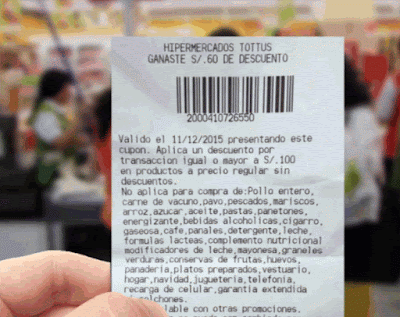 HIPERMERCADOS TOTTUS
GANASTE S/.60 DE DESCUENTO
2000410726550
Valido el 11/12/2015 presentando este
cupon. Aplica un descuento por
transaccion igual o mayor a S/.100
en productos a precio regular sin
descuentos.
No aplica para compra de:Pollo entero,
carne de vacuno,pavo,pescados,mariscos,
arroz,azucar,aceite,pastas,panetones,
energizante,bebidas alcoholicas,cigarro,
gaseosa,cafe,panales,detergente,leche,
formulas lacteas,complemento nutricional
modificadores de leche,mayonesa,graneles
verduras,conservas de frutas,huevos,
panaderia,platos preparados,vestuario,
hogar,navidad,jugueteria,telefonia,
recarga de celular,garantia extendida
colchones.
lable con otras promociones.